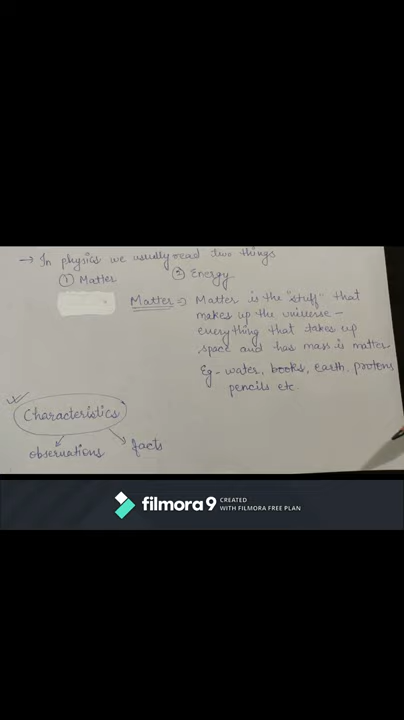 → In physics we usually read two things
① Matter
② Energy
Matter ⇒ Matter is the "stuff" that
makes up the universe –
everything that takes up
space and has mass is matter
Eg - water, books, earth, protons
pencils etc.
Characteristics
observations
facts
filmora9 CREATED
WITH FILMORA FREE PLAN